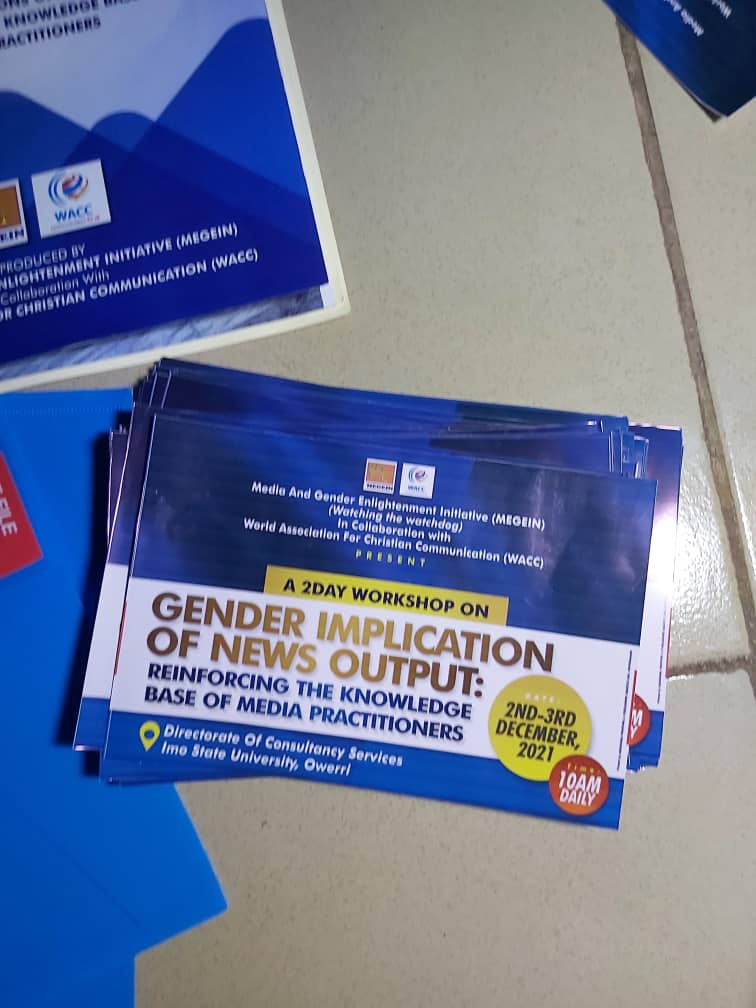 KNOWLEDGE
PRACTITIONERS
WACC
PRODUCED BY
ENLIGHTENMENT INITIATIVE (MEGEIN)
Collaboration With
FOR CHRISTIAN COMMUNICATION (WACC)
FILE
MEGEIN
WACC
Media And Gender Enlightenment Initiative (MEGEIN)
(Watching the watchdog)
In Collaboration with
World Association For Christian Communication (WACC)
PRESENT
A 2DAY WORKSHOP ON
GENDER IMPLICATION
OF NEWS OUTPUT:
REINFORCING THE KNOWLEDGE
BASE OF MEDIA PRACTITIONERS
Directorate Of Consultancy Services
Imo State University, Owerri
DATE:
2ND-3RD
DECEMBER,
2021
Time:
10AM
DAILY